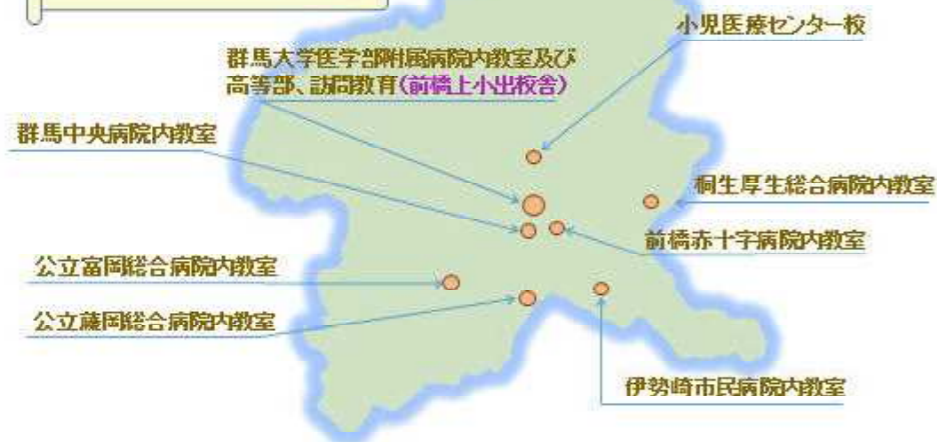 小児医療センター校
群馬大学医学部附属病院内教室及び
高等部、訪問教育(前橋上小出校舎)
群馬中央病院内教室
桐生厚生総合病院内教室
前橋赤十字病院内教室
公立富岡総合病院内教室
公立藤岡総合病院内教室
伊勢崎市民病院内教室